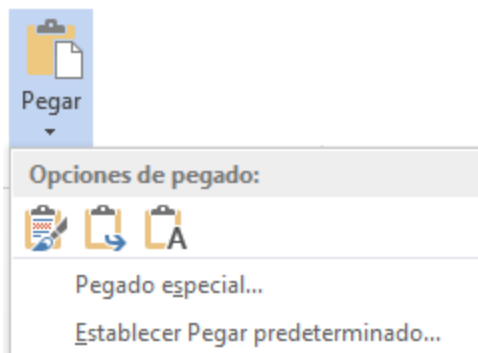 Pegar
Opciones de pegado:
A
Pegado especial...
Establecer Pegar predeterminado...